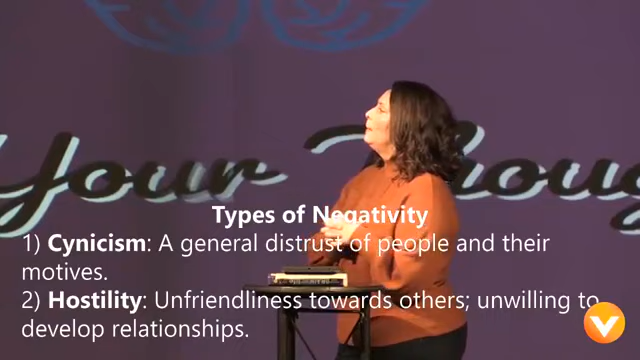 Your Thoug
Types of Negativity
1) Cynicism: A general distrust of people and their
motives.
2) Hostility: Unfriendliness towards others; unwilling to
develop relationships.